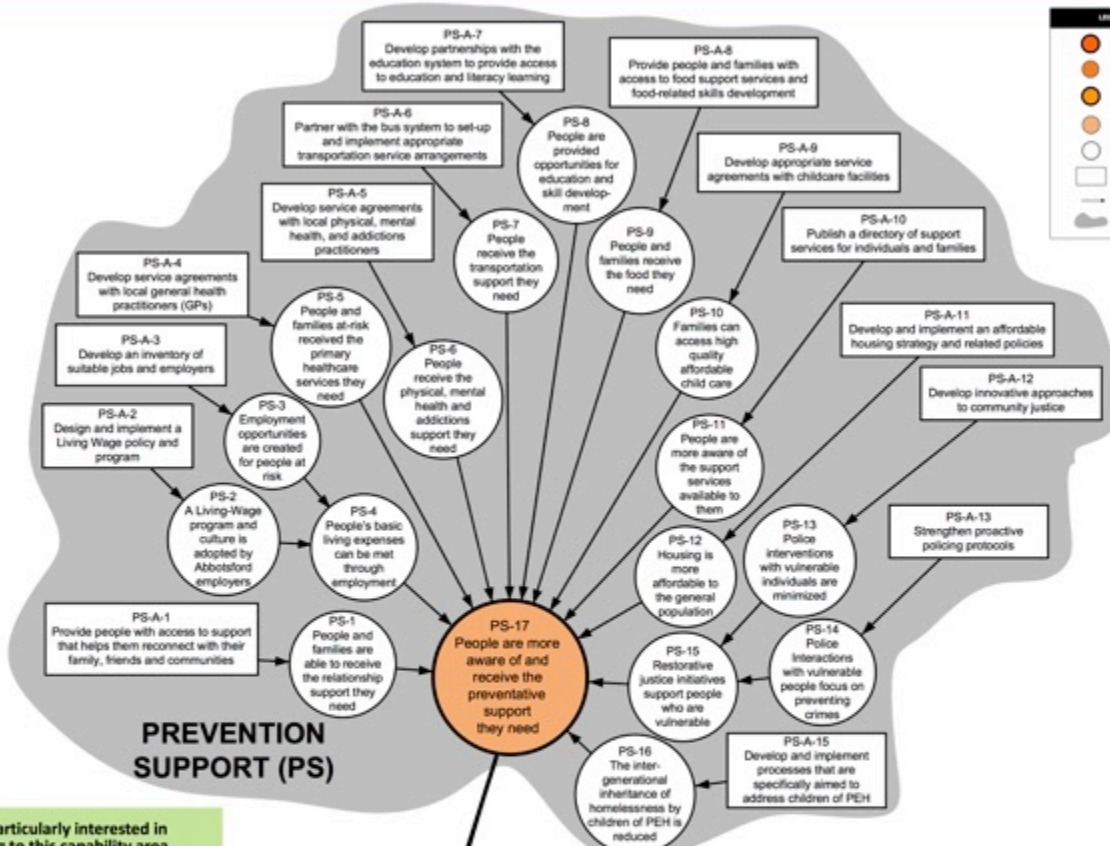 PS-A-7
Develop partnerships with the
education system to provide access
to education and literacy learning
PS-A-8
Provide people and families with
access to food support services and
food-related skills development
PS-A-6
Partner with the bus system to set-up
and implement appropriate
transportation service arrangements
PS-8
People are
provided
opportunities for
education and
skill develop-
ment
PS-A-9
Develop appropriate service
agreements with childcare facilities
PS-A-5
Develop service agreements
with local physical, mental
health, and addictions
practitioners
PS-7
People
receive the
transportation
support they
need
PS-9
People and
families receive
the food they
need
PS-A-10
Publish a directory of support
services for individuals and families
PS-A-4
Develop service agreements
with local general health
practitioners (GPs)
PS-5
People and
families at-risk
received the
primary
healthcare
services they
need
PS-10
Families can
access high
quality
affordable
child care
PS-A-11
Develop and implement an affordable
housing strategy and related policies
PS-A-3
Develop an inventory of
suitable jobs and employers
PS-6
People
receive the
physical, mental
health and
addictions
support they
need
PS-A-12
Develop innovative approaches
to community justice
PS-A-2
Design and implement a
Living Wage policy and
program
PS-3
Employment
opportunities
are created
for people at
risk
PS-11
People are
more aware of
the support
services
available to
them
PS-2
A Living-Wage
program and
culture is
adopted by
Abbotsford
employers
PS-4
People's basic
living expenses
can be met
through
employment
PS-12
Housing is
more
affordable to
the general
population
PS-13
Police
interventions
with vulnerable
individuals are
minimized
PS-A-13
Strengthen proactive
policing protocols
PS-A-1
Provide people with access to support
that helps them reconnect with their
family, friends and communities
PS-1
People and
families are
able to receive
the relationship
support they
need
PS-17
People are more
aware of and
receive the
preventative
support
they need
PS-15
Restorative
justice initiatives
support people
who are
vulnerable
PS-14
Police
Interactions
with vulnerable
people focus on
preventing
crimes
PREVENTION
SUPPORT (PS)
PS-16
The inter-
generational
inheritance of
homelessness by
children of PEH is
reduced
PS-A-15
Develop and implement
processes that are
specifically aimed to
address children of PEH
articularly interested in
to this capability area